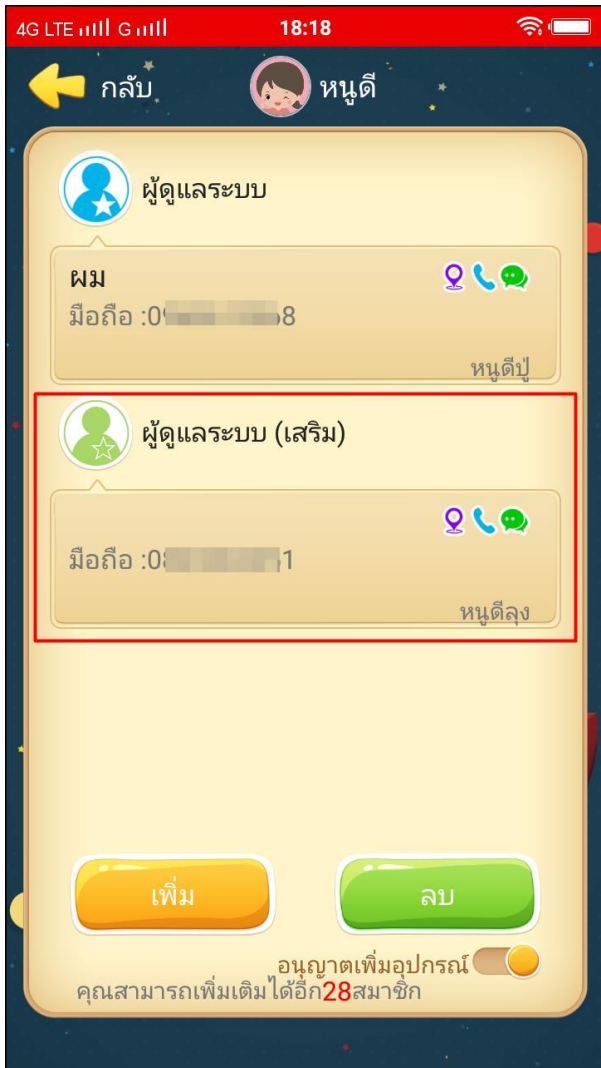 4G LTE G 18:18
กลับ หนูดี
ผู้ดูแลระบบ
ผม
มือถือ :09 68
หนูดีปู่
ผู้ดูแลระบบ (เสริม)
มือถือ :08 1
หนูดีลุง
เพิ่ม ลบ
อนุญาตเพิ่มอุปกรณ์
คุณสามารถเพิ่มเติมได้อีก28สมาชิก